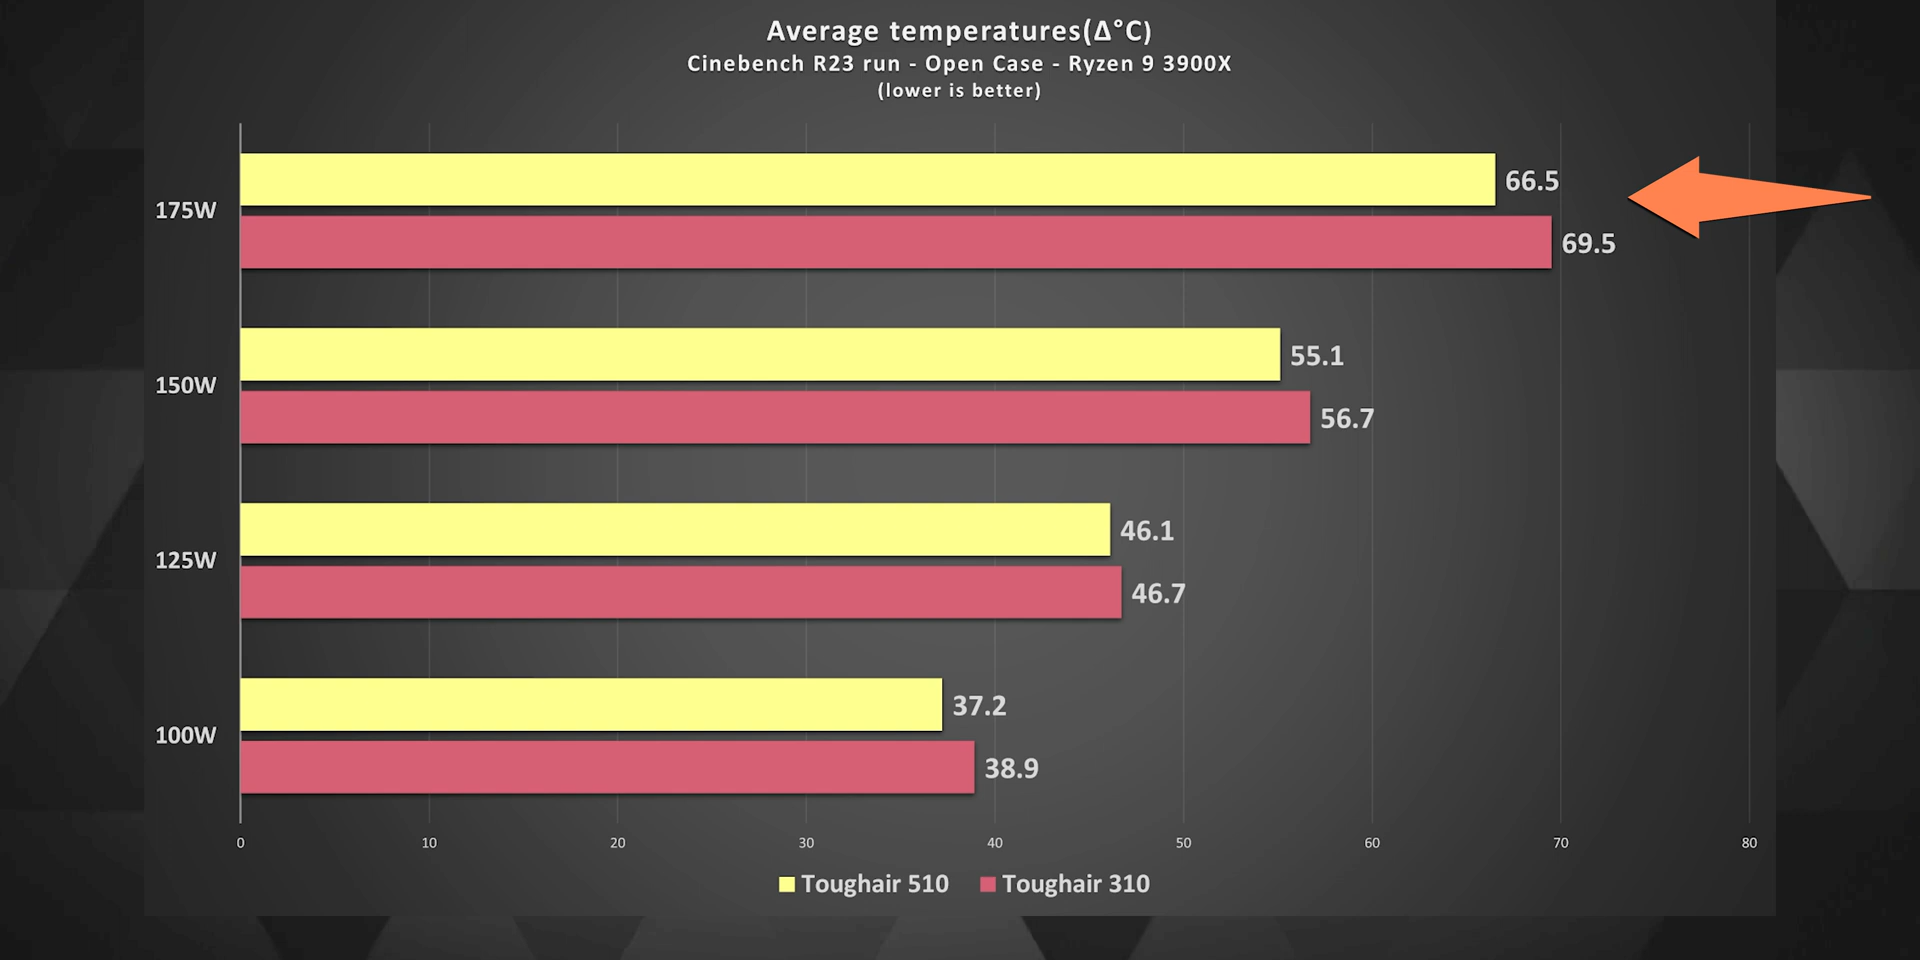 Average temperatures(Δ°C)
Cinebench R23 run - Open Case - Ryzen 9 3900X
(lower is better)
175W
66.5
69.5
150W
55.1
56.7
125W
46.1
46.7
100W
37.2
38.9
0 10 20 30 40 50 60 70 80
Toughair 510 Toughair 310